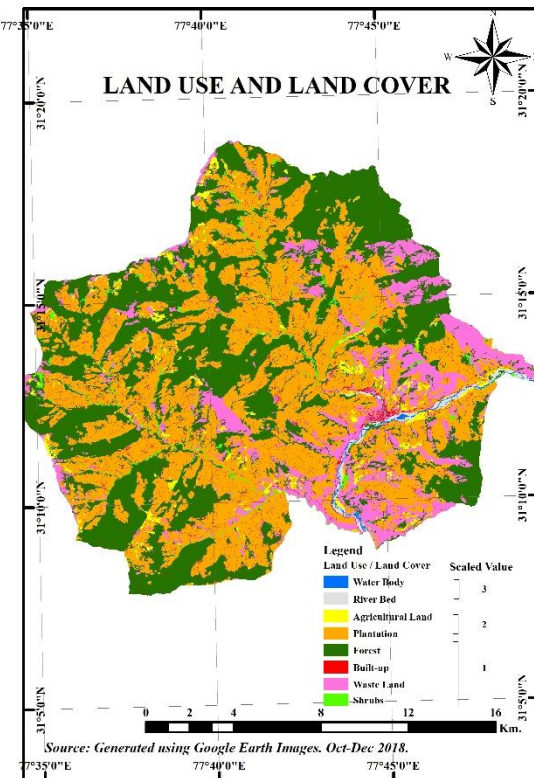 77°35'0"E 77°40'0"E 77°45'0"E
N
W
S
LAND USE AND LAND COVER
31°20'0"N 31°20'0"N
31°15'0"N 31°15'0"N
31°10'0"N 31°10'0"N
31°5'0"N 31°5'0"N
Legend
Land Use / Land Cover Scaled Value
Water Body
3
River Bed
Agricultural Land
2
Plantation
Forest
Built-up
1
Waste Land
Shrubs
0 2 4 8 12 16
Km.
Source: Generated using Google Earth Images. Oct-Dec 2018.
77°35'0"E 77°40'0"E 77°45'0"E